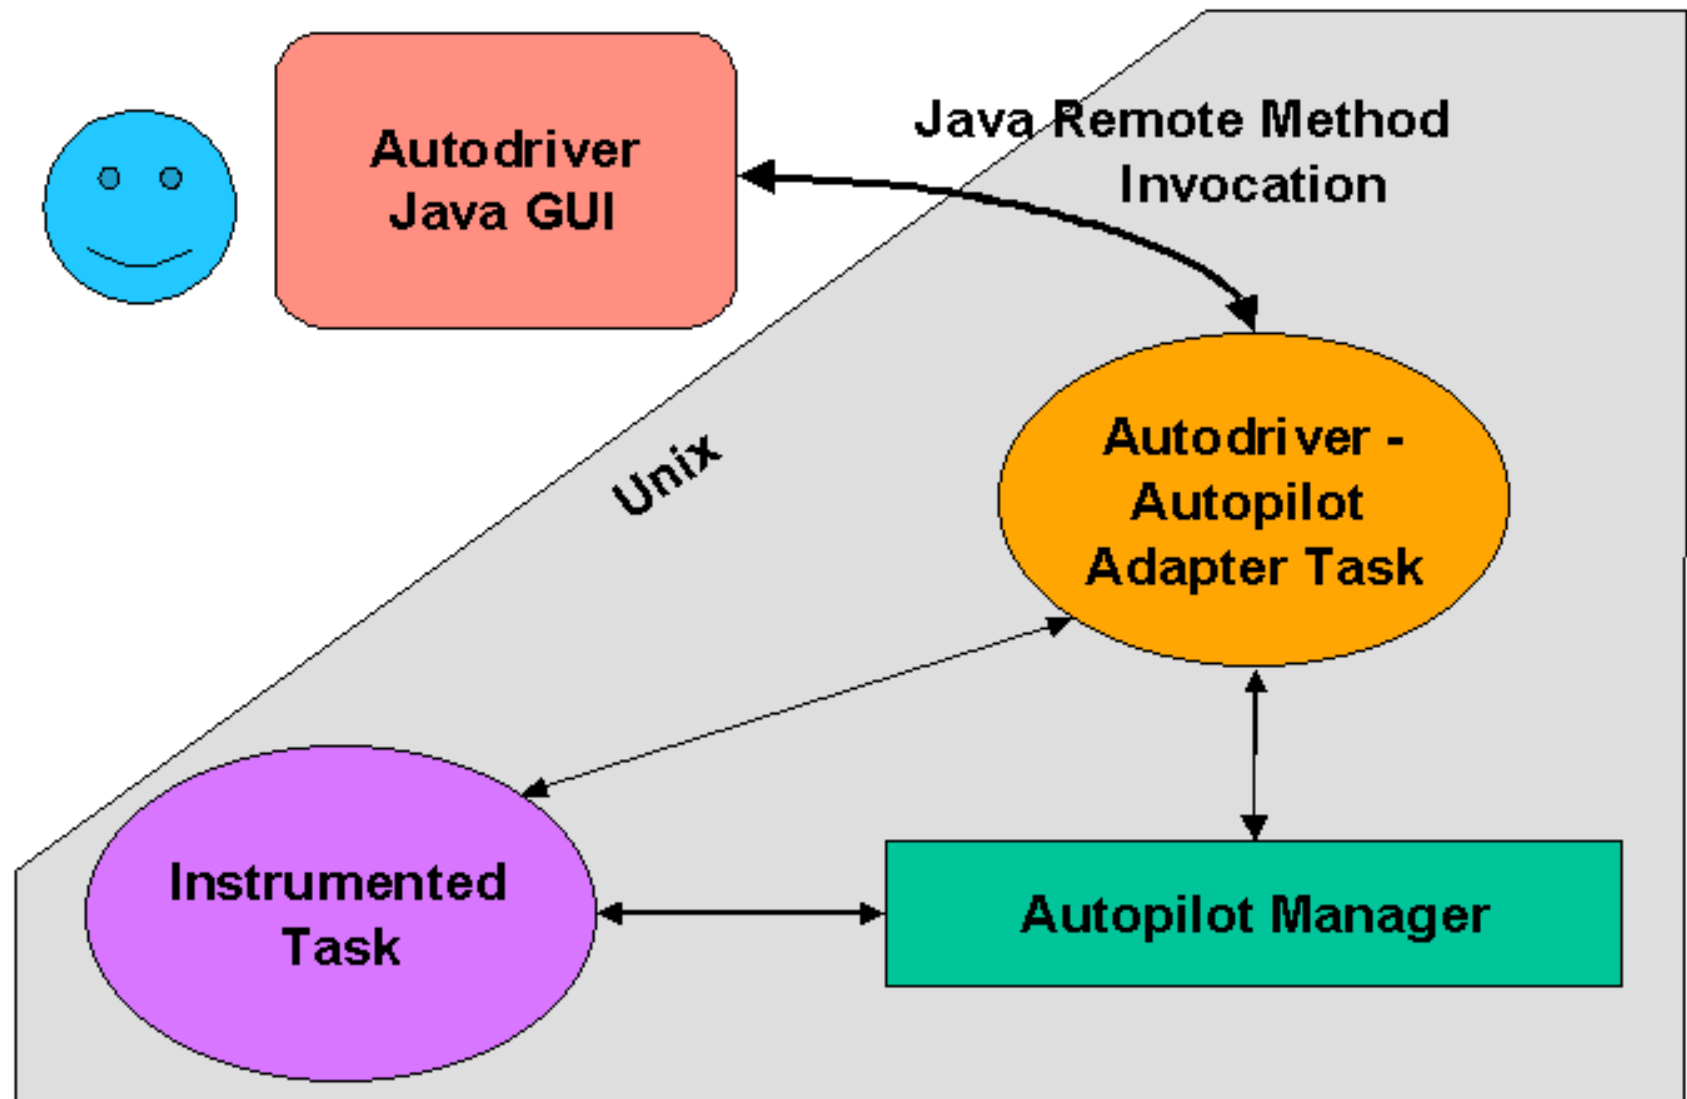 Autodriver
Java GUI
Java Remote Method
Invocation
Unix
Autodriver -
Autopilot
Adapter Task
Instrumented
Task
Autopilot Manager